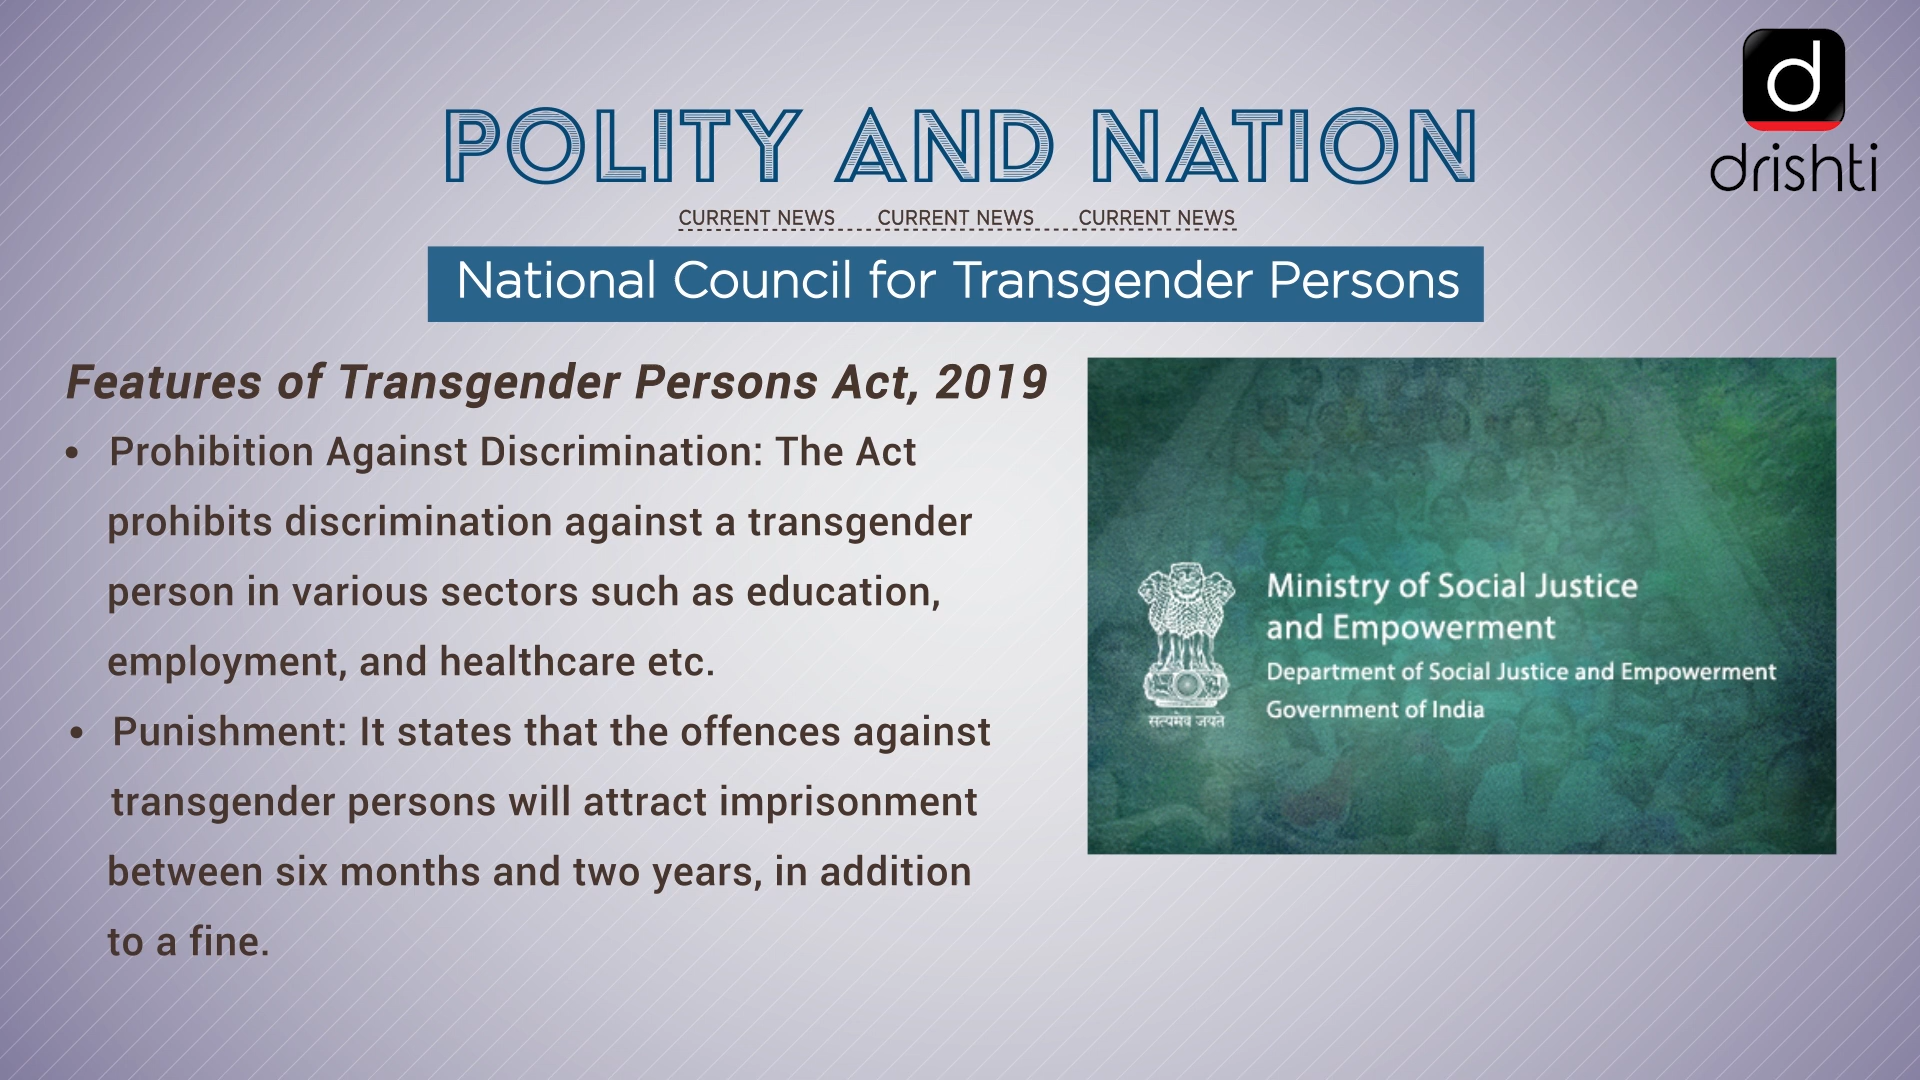 d
drishti
POLITY AND NATION
CURRENT NEWS CURRENT NEWS CURRENT NEWS
National Council for Transgender Persons
Features of Transgender Persons Act, 2019
• Prohibition Against Discrimination: The Act
prohibits discrimination against a transgender
person in various sectors such as education,
employment, and healthcare etc.
• Punishment: It states that the offences against
transgender persons will attract imprisonment
between six months and two years, in addition
to a fine.
Ministry of Social Justice
and Empowerment
Department of Social Justice and Empowerment
Government of India
सत्यमेव जयते